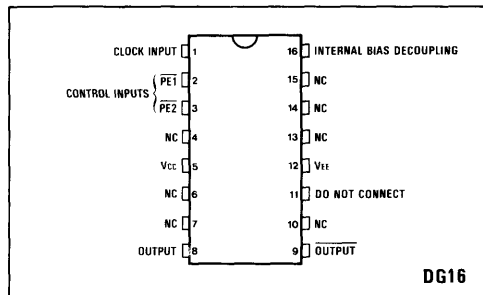 CLOCK INPUT 1
CONTROL INPUTS
PE1 2
PE2 3
NC 4
Vcc 5
NC 6
NC 7
OUTPUT 8
16 INTERNAL BIAS DECOUPLING
15 NC
14 NC
13 NC
12 VEE
11 DO NOT CONNECT
10 NC
9 OUTPUT
DG16